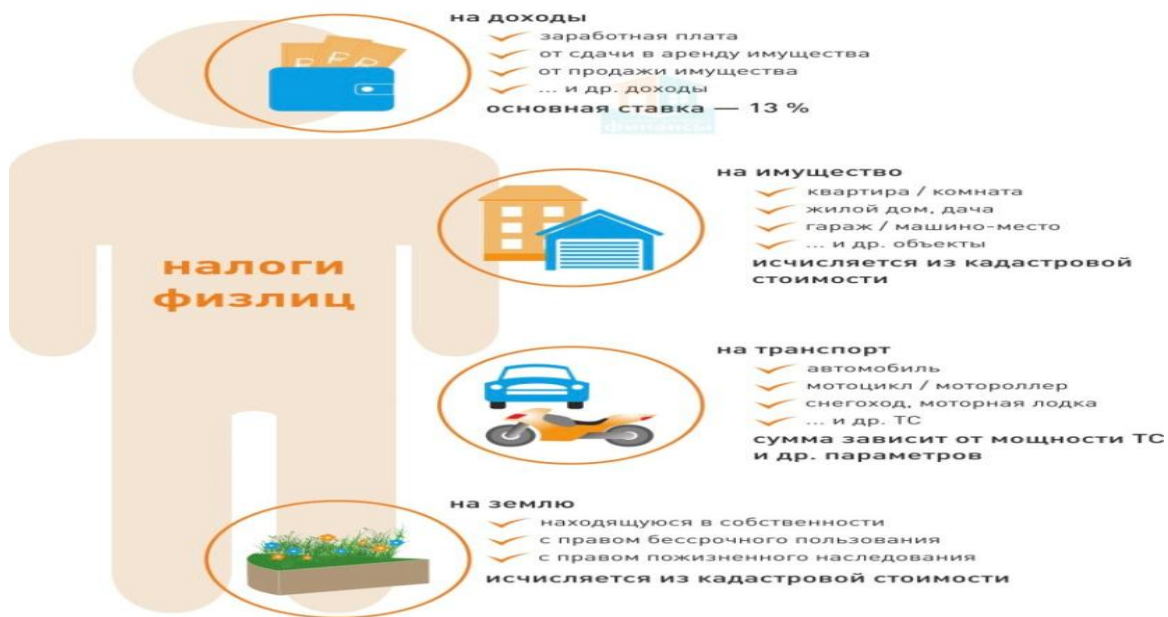 на доходы
заработная плата
от сдачи в аренду имущества
от продажи имущества
... и др. доходы
основная ставка — 13 %
финансы
на имущество
квартира / комната
жилой дом, дача
гараж / машино-место
... и др. объекты
исчисляется из кадастровой
стоимости
налоги
физлиц
на транспорт
автомобиль
мотоцикл / мотороллер
снегоход, моторная лодка
... и др. ТС
сумма зависит от мощности ТС
и др. параметров
на землю
находящуюся в собственности
с правом бессрочного пользования
с правом пожизненного наследования
исчисляется из кадастровой стоимости